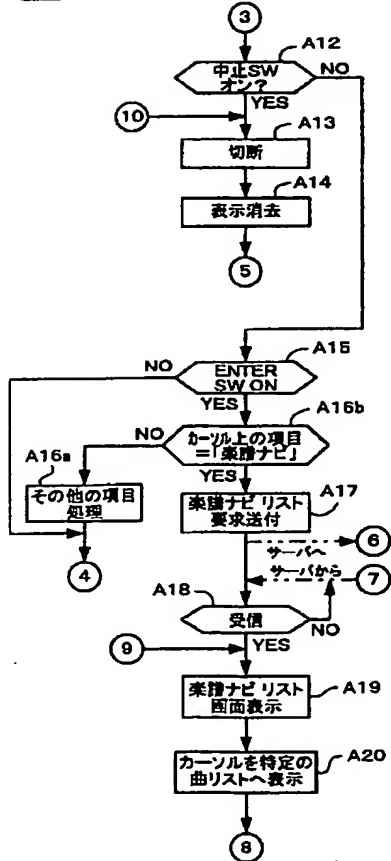 3
A12
中止SW
オン?
NO
YES
10
A13
切断
A14
表示消去
5
A15
NO
ENTER
SW ON
YES
A16b
NO
カーソル上の項目
=「楽譜ナビ」
A16a
YES
その他の項目
処理
A17
楽譜ナビ リスト
要求送付
4
6
サーバへ
サーバから
7
A18
受信
NO
9
YES
A19
楽譜ナビ リスト
画面表示
A20
カーソルを特定の
曲リストへ表示
8